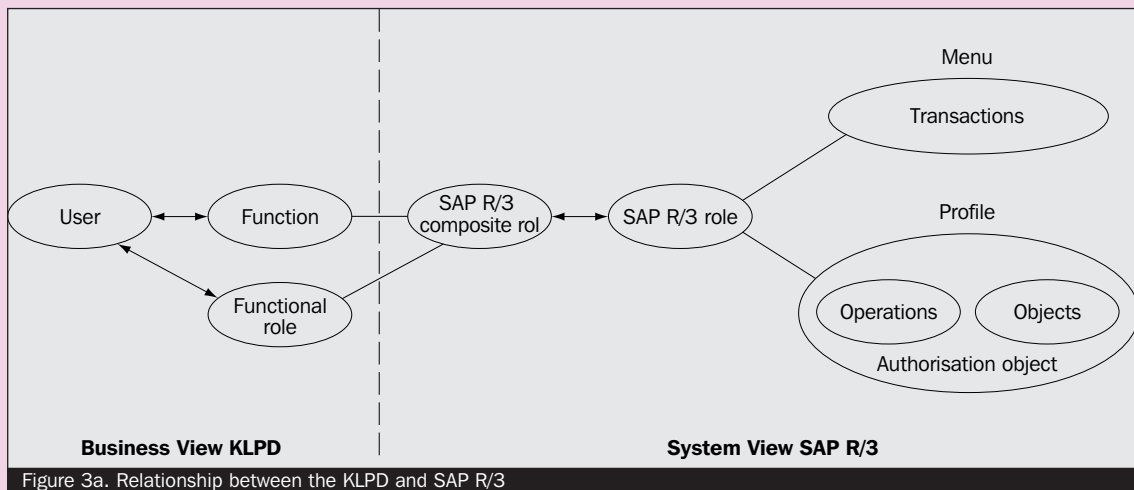 Menu
Transactions
User
Function
SAP R/3
composite rol
SAP R/3 role
Profile
Functional
role
Operations
Objects
Authorisation object
Business View KLPD
System View SAP R/3
Figure 3a. Relationship between the KLPD and SAP R/3